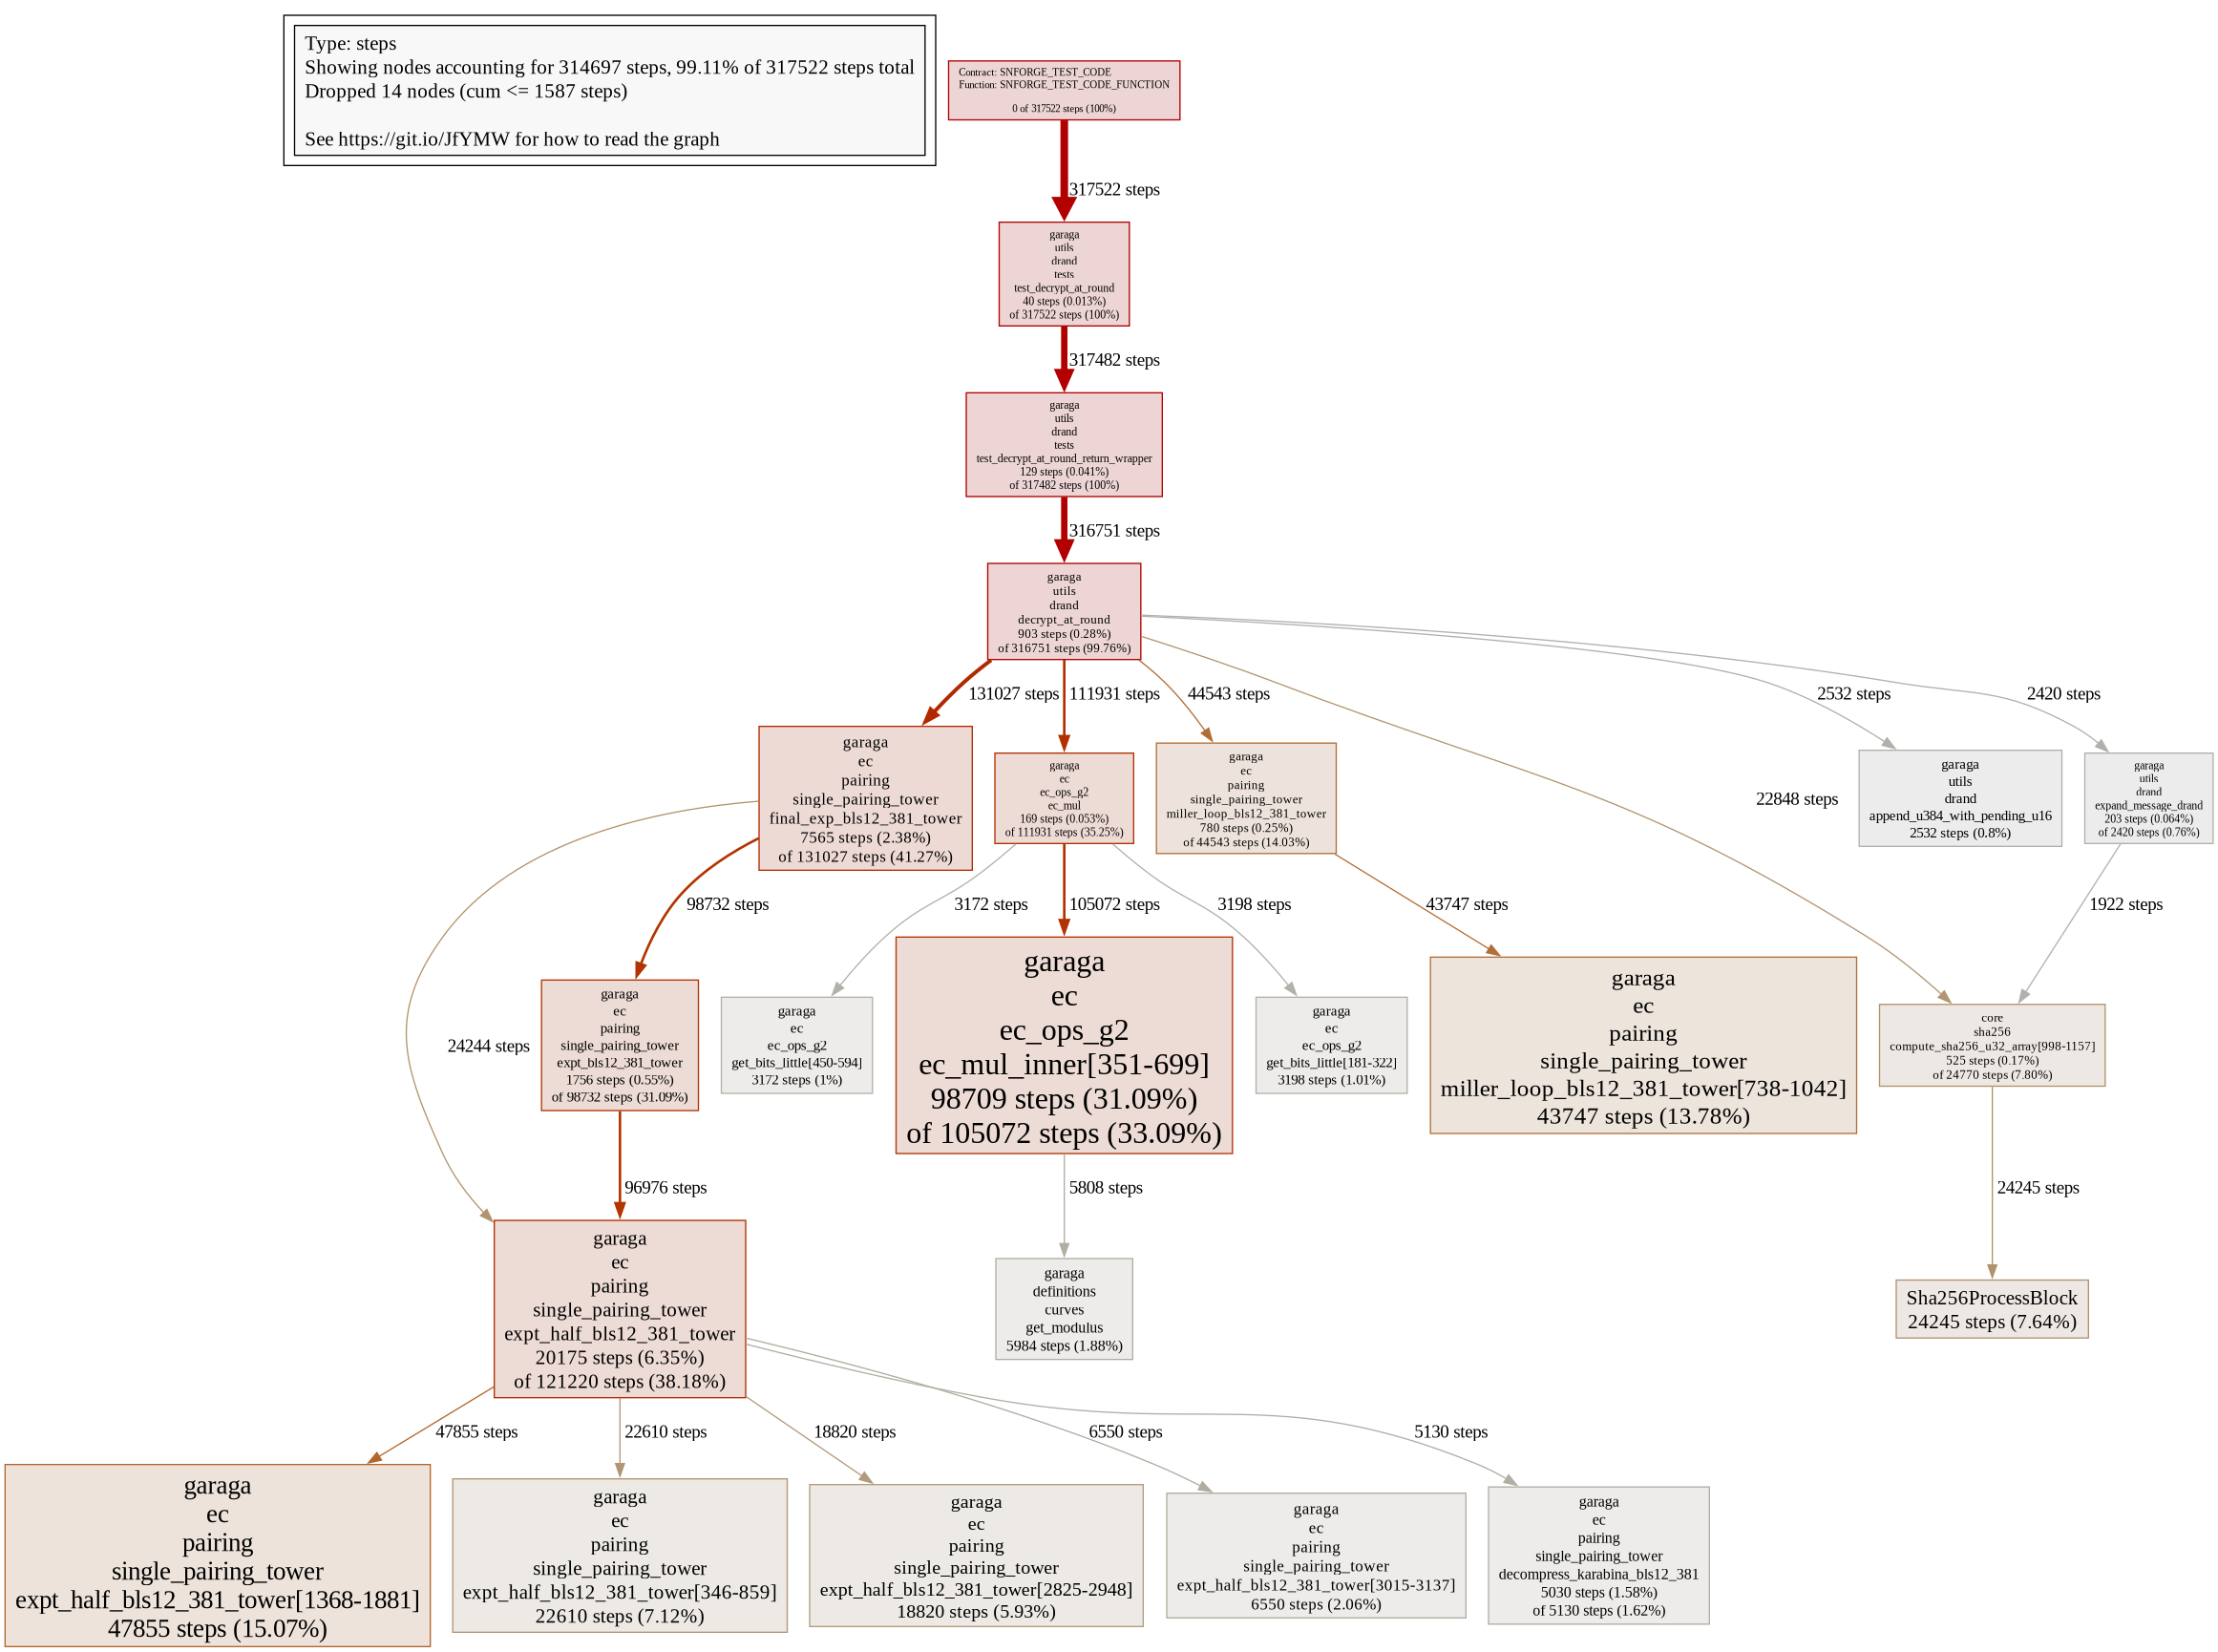 Type: steps
Showing nodes accounting for 314697 steps, 99.11% of 317522 steps total
Dropped 14 nodes (cum <= 1587 steps)
See https://git.io/JfYMW for how to read the graph
Contract: SNFORGE_TEST_CODE
Function: SNFORGE_TEST_CODE_FUNCTION
0 of 317522 steps (100%)
317522 steps
garaga
utils
drand
tests
test_decrypt_at_round
40 steps (0.013%)
of 317522 steps (100%)
317482 steps
garaga
utils
drand
tests
test_decrypt_at_round_return_wrapper
129 steps (0.041%)
of 317482 steps (100%)
316751 steps
garaga
utils
drand
decrypt_at_round
903 steps (0.28%)
of 316751 steps (99.76%)
131027 steps
111931 steps
44543 steps
22848 steps
2532 steps
2420 steps
garaga
ec
pairing
single_pairing_tower
final_exp_bls12_381_tower
7565 steps (2.38%)
of 131027 steps (41.27%)
garaga
ec
ec_ops_g2
ec_mul
169 steps (0.053%)
of 111931 steps (35.25%)
garaga
ec
pairing
single_pairing_tower
miller_loop_bls12_381_tower
780 steps (0.25%)
of 44543 steps (14.03%)
garaga
utils
drand
append_u384_with_pending_u16
2532 steps (0.8%)
garaga
utils
drand
expand_message_drand
203 steps (0.064%)
of 2420 steps (0.76%)
24244 steps
98732 steps
3172 steps
105072 steps
3198 steps
43747 steps
1922 steps
garaga
ec
pairing
single_pairing_tower
expt_bls12_381_tower
1756 steps (0.55%)
of 98732 steps (31.09%)
garaga
ec
ec_ops_g2
get_bits_little[450-594]
3172 steps (1%)
garaga
ec
ec_ops_g2
ec_mul_inner[351-699]
98709 steps (31.09%)
of 105072 steps (33.09%)
garaga
ec
ec_ops_g2
get_bits_little[181-322]
3198 steps (1.01%)
garaga
ec
pairing
single_pairing_tower
miller_loop_bls12_381_tower[738-1042]
43747 steps (13.78%)
core
sha256
compute_sha256_u32_array[998-1157]
525 steps (0.17%)
of 24770 steps (7.80%)
96976 steps
5808 steps
24245 steps
garaga
ec
pairing
single_pairing_tower
expt_half_bls12_381_tower
20175 steps (6.35%)
of 121220 steps (38.18%)
garaga
definitions
curves
get_modulus
5984 steps (1.88%)
Sha256ProcessBlock
24245 steps (7.64%)
47855 steps
22610 steps
18820 steps
6550 steps
5130 steps
garaga
ec
pairing
single_pairing_tower
expt_half_bls12_381_tower[1368-1881]
47855 steps (15.07%)
garaga
ec
pairing
single_pairing_tower
expt_half_bls12_381_tower[346-859]
22610 steps (7.12%)
garaga
ec
pairing
single_pairing_tower
expt_half_bls12_381_tower[2825-2948]
18820 steps (5.93%)
garaga
ec
pairing
single_pairing_tower
expt_half_bls12_381_tower[3015-3137]
6550 steps (2.06%)
garaga
ec
pairing
single_pairing_tower
decompress_karabina_bls12_381
5030 steps (1.58%)
of 5130 steps (1.62%)